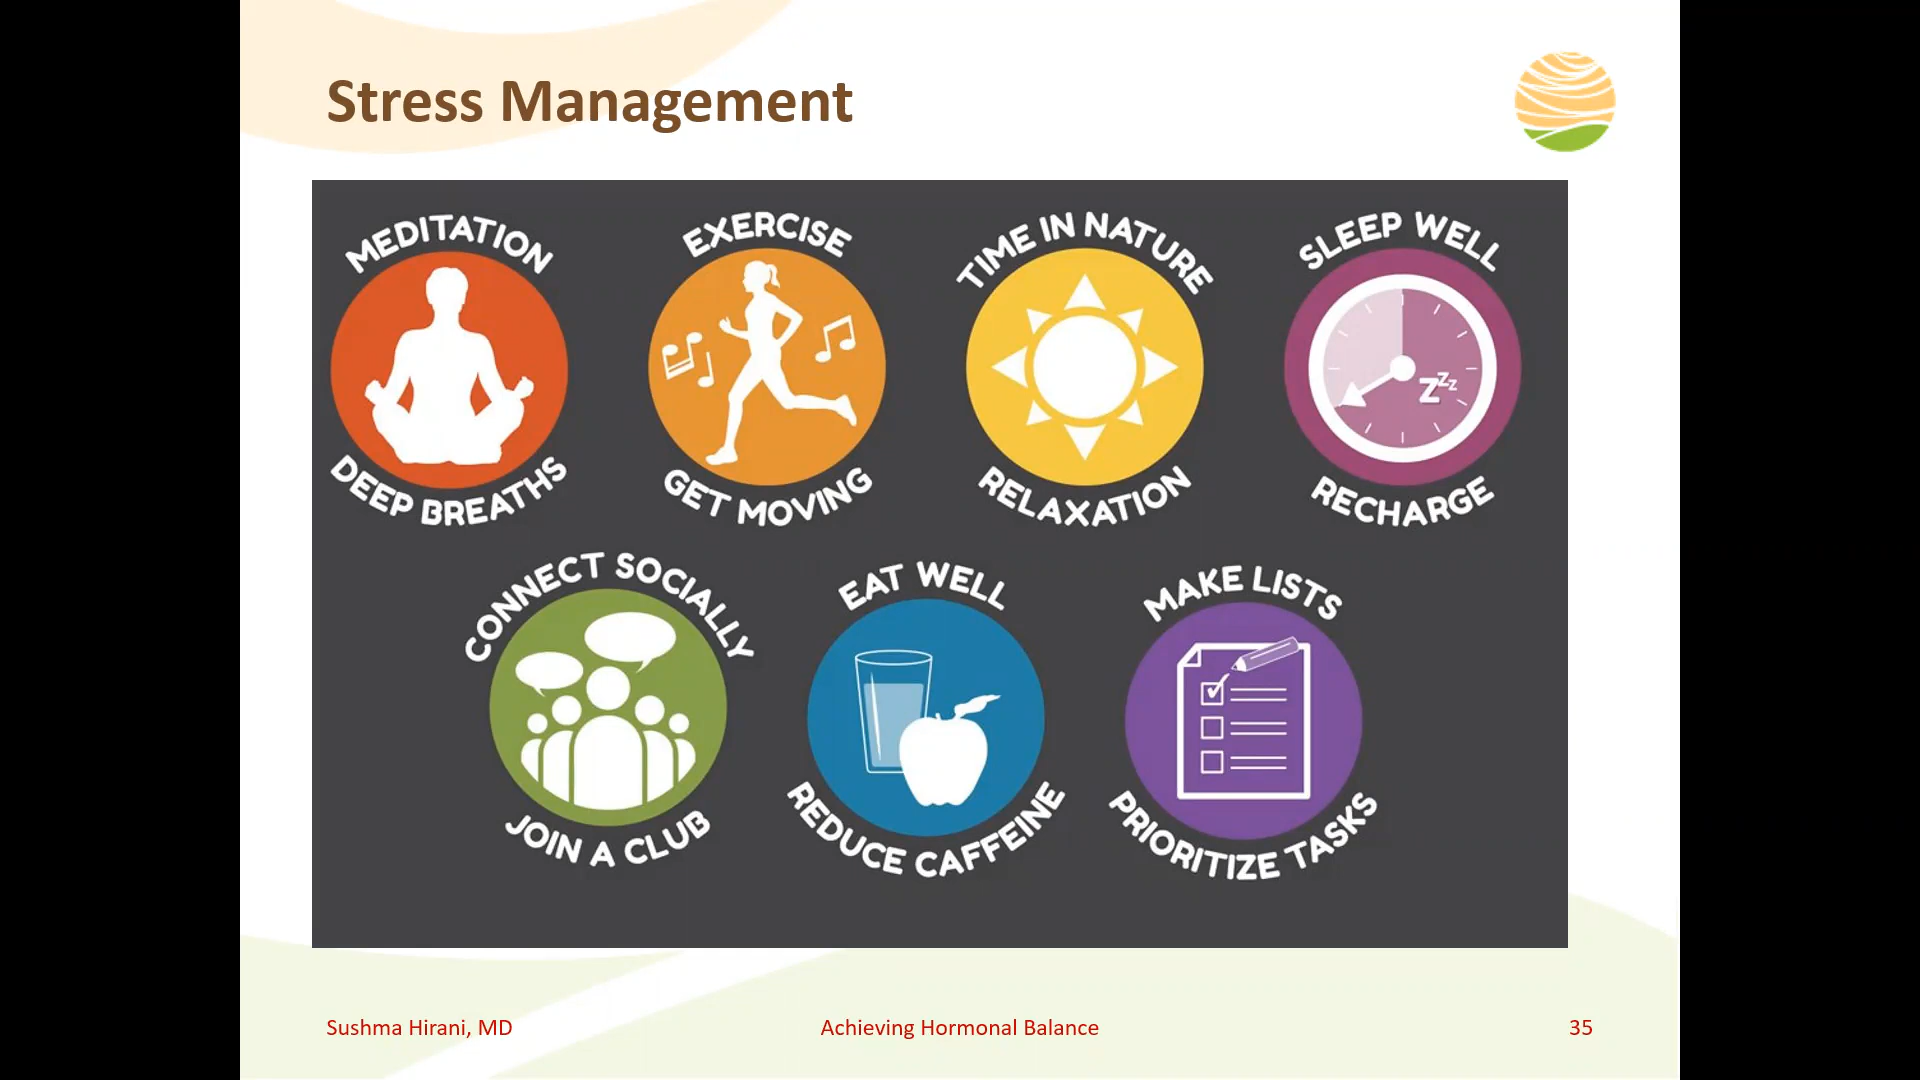 Stress Management
MEDITATION
DEEP BREATHS
EXERCISE
GET MOVING
TIME IN NATURE
RELAXATION
SLEEP WELL
Zzz
RECHARGE
CONNECT SOCIALLY
JOIN A CLUB
EAT WELL
REDUCE CAFFEINE
MAKE LISTS
PRIORITIZE TASKS
Sushma Hirani, MD
Achieving Hormonal Balance
35